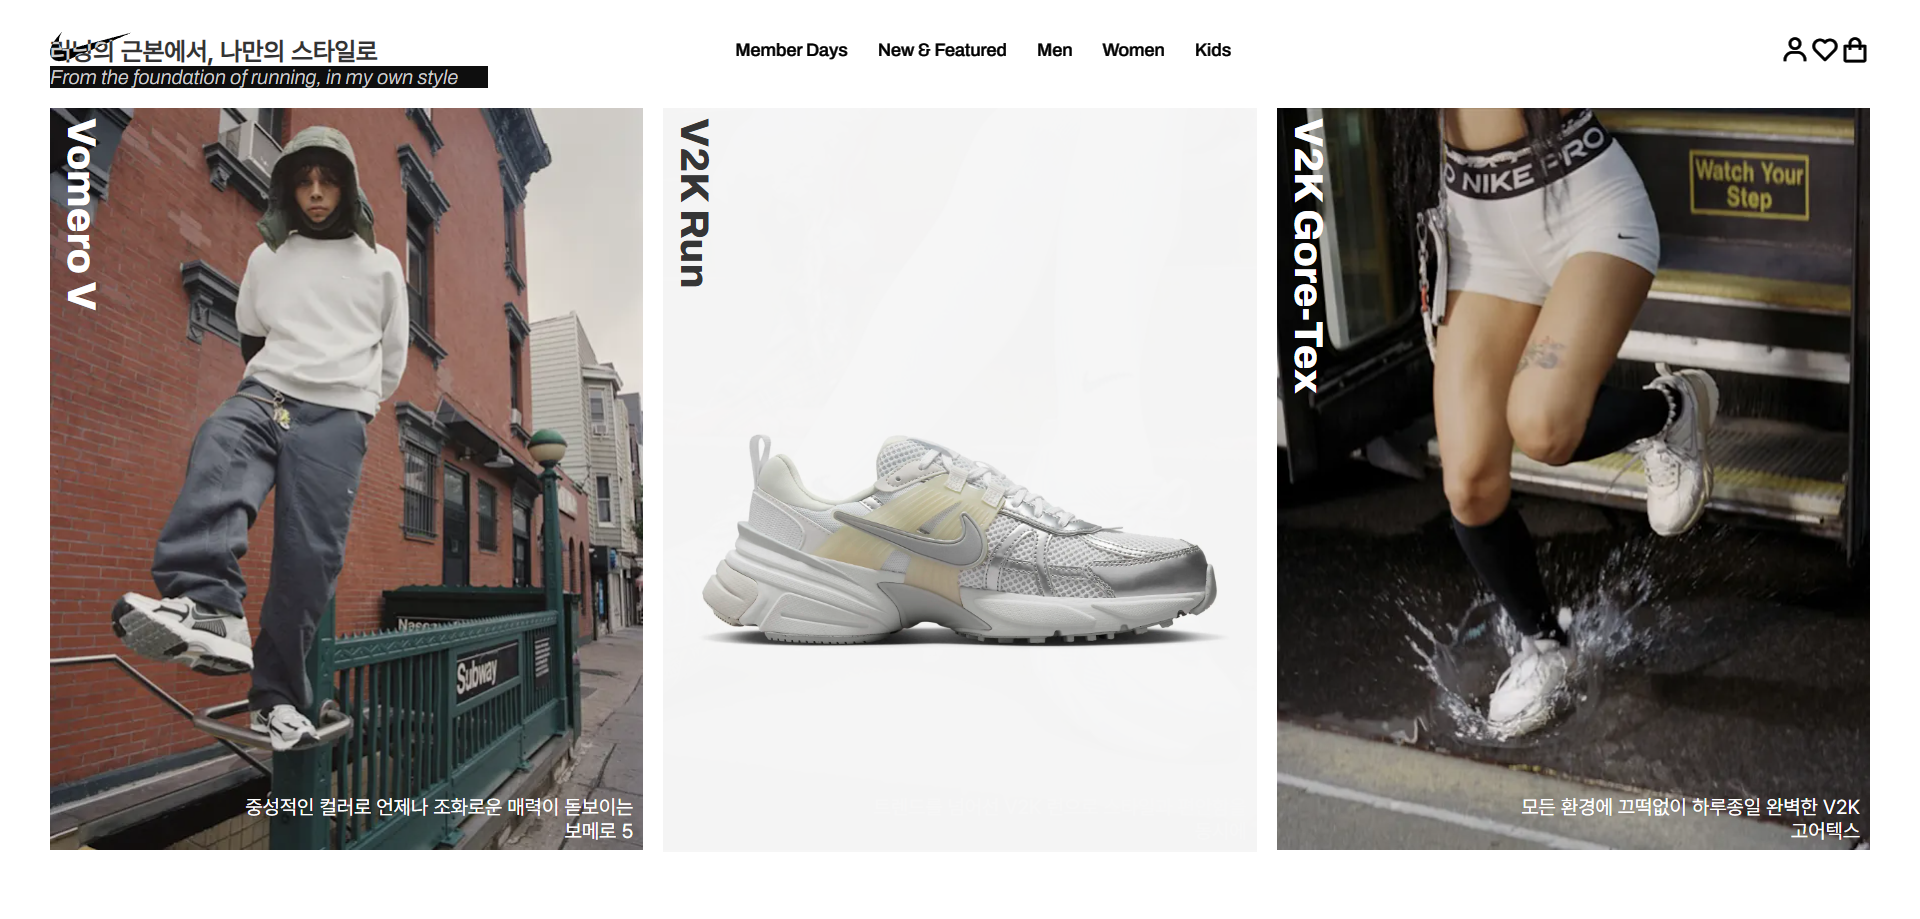 러닝의 근본에서, 나만의 스타일로
From the foundation of running, in my own style
Member Days
New & Featured
Men
Women
Kids
Vomero V
Subway
중성적인 컬러로 언제나 조화로운 매력이 돋보이는
보메로 5
V2K Run
V2K Gore-Tex
NIKE PRO
Watch Your
Step
모든 환경에 끄떡없이 하루종일 완벽한 V2K
고어텍스